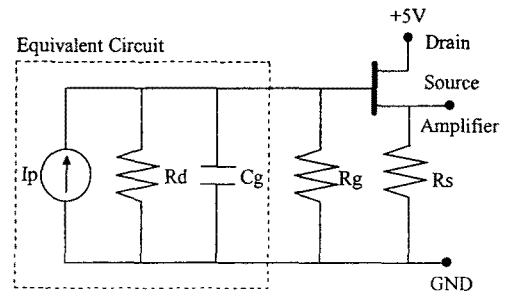 +5V
Equivalent Circuit
Drain
Source
Amplifier
Ip
Rd
Cg
Rg
Rs
GND